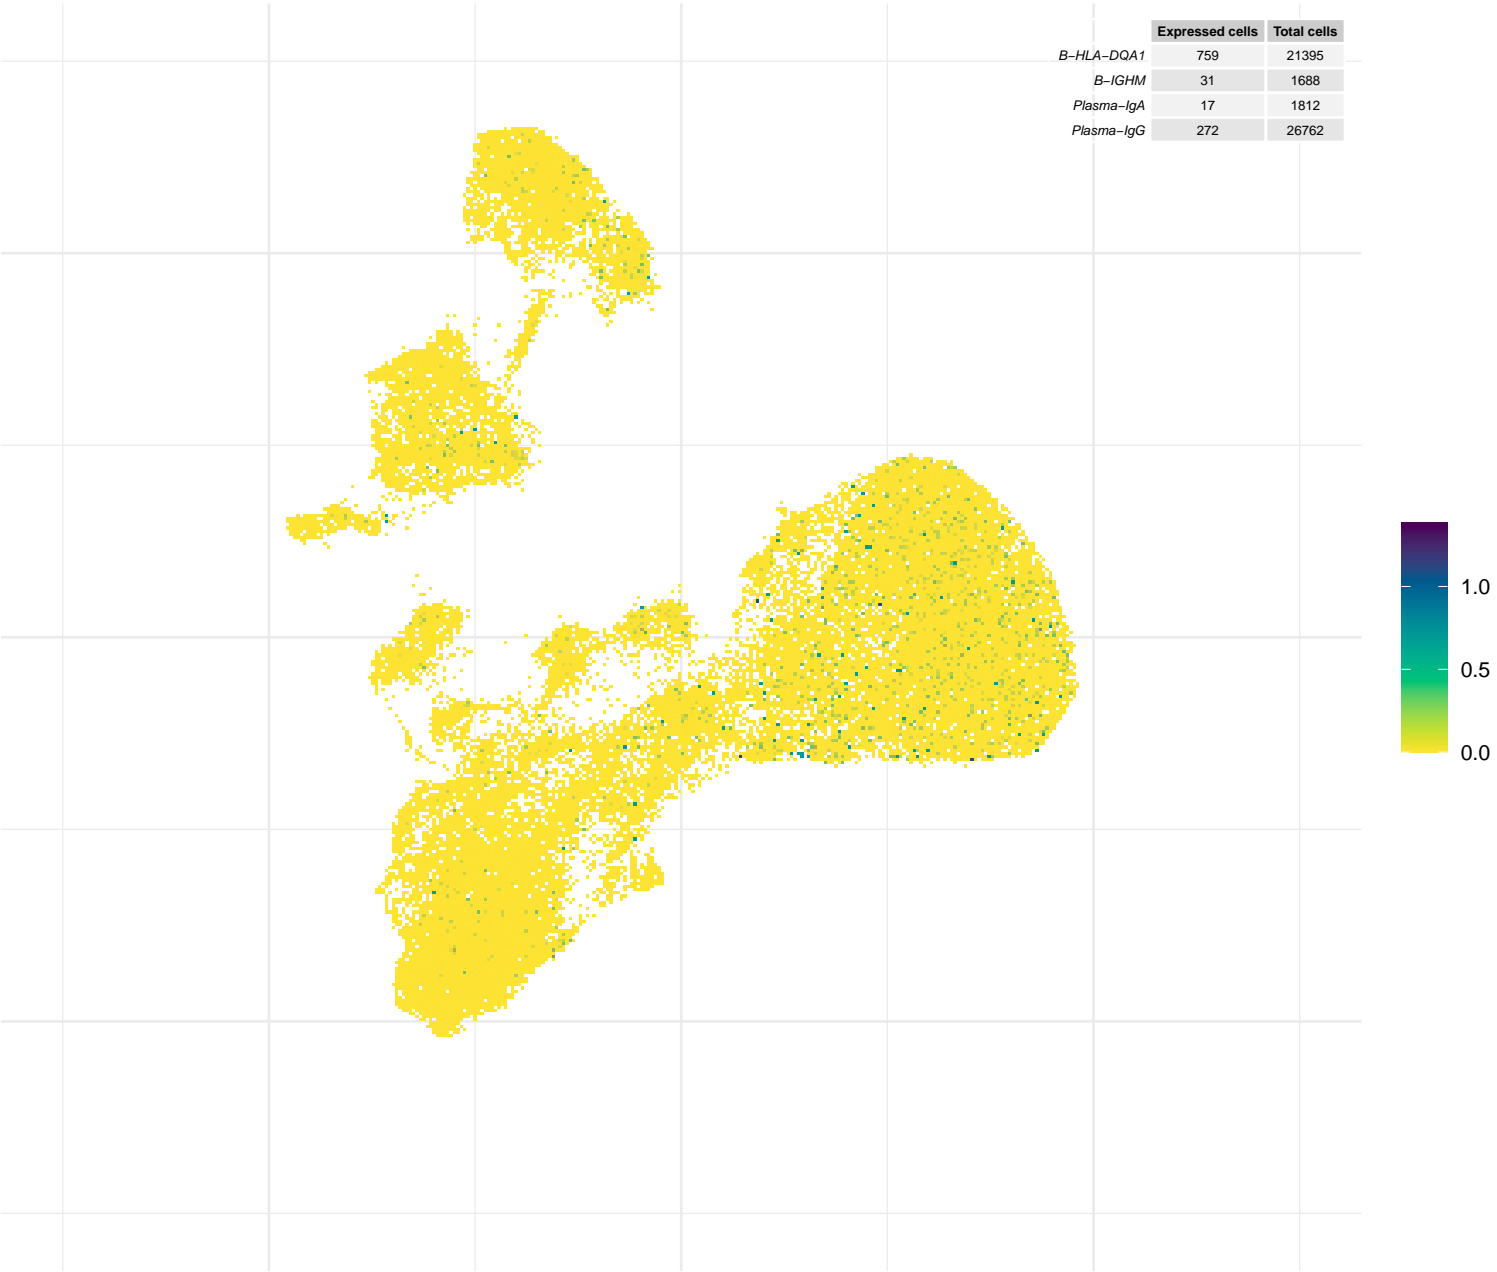 Expressed cells Total cells
B−HLA−DQA1 759 21395
B−IGHM 31 1688
Plasma−IgA 17 1812
Plasma−IgG 272 26762
1.0
0.5
0.0